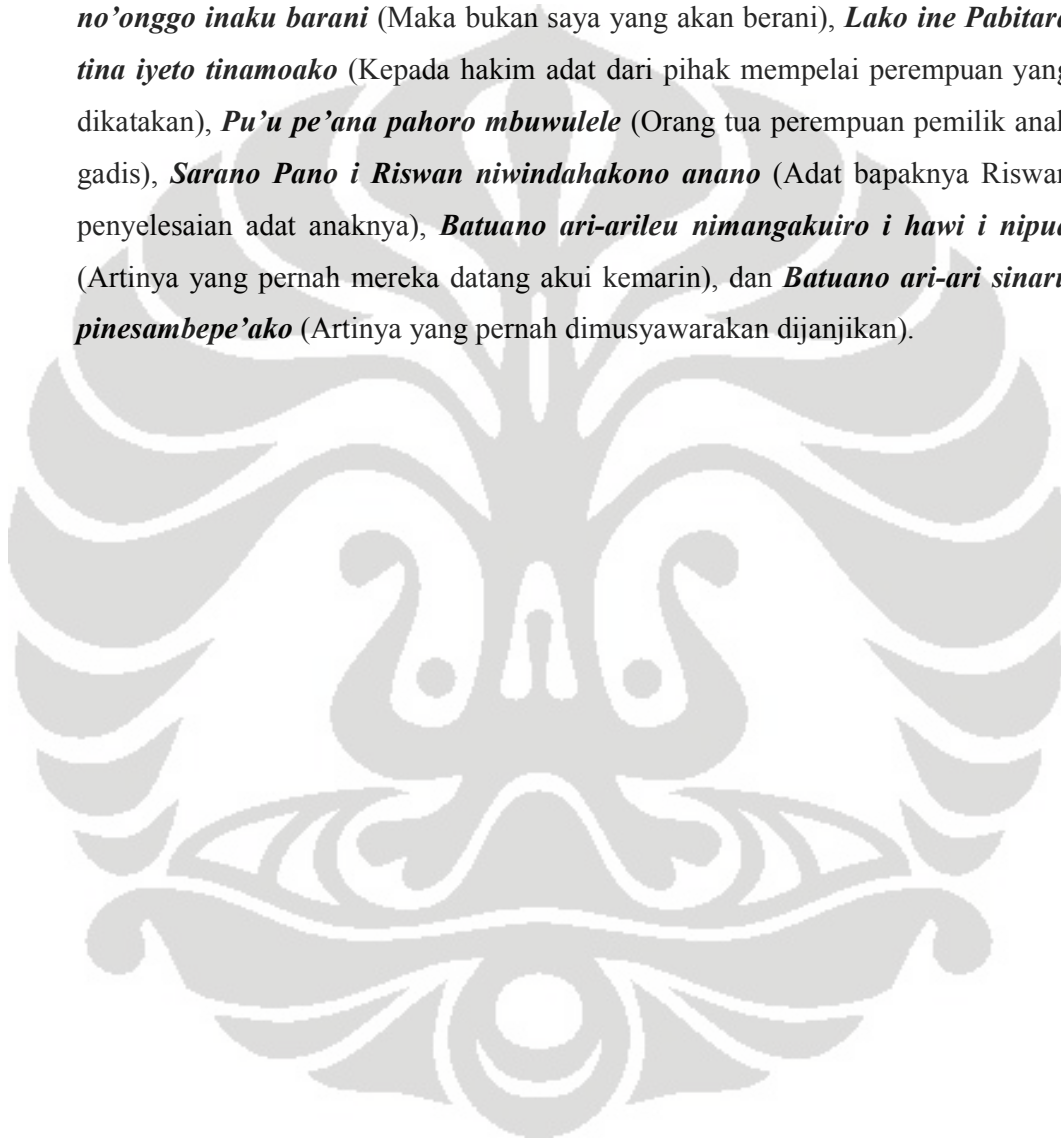 no’onggo inaku barani (Maka bukan saya yang akan berani), Lako ine Pabitara
tina iyeto tinamoako (Kepada hakim adat dari pihak mempelai perempuan yang
dikatakan), Pu’u pe’ana pahoro mbuwulele (Orang tua perempuan pemilik anak
gadis), Sarano Pano i Riswan niwindahakono anano (Adat bapaknya Riswan
penyelesaian adat anaknya), Batuano ari-arileu nimangakuiro i hawi i nipua
(Artinya yang pernah mereka datang akui kemarin), dan Batuano ari-ari sinaru
pinesambepe’ako (Artinya yang pernah dimusyawarakan dijanjikan).